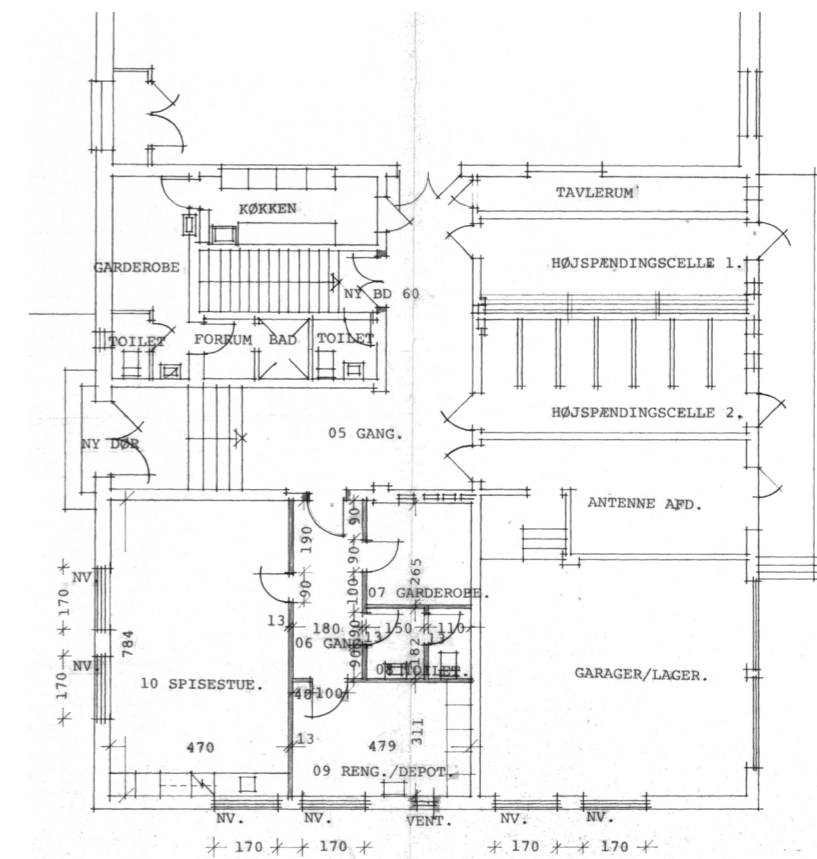 TAVLERUM
KØKKEN
HØJSPÆNDINGSCELLE 1.
GARDEROBE
NY BD 60
TOILET
FORRUM
BAD
TOILET
HØJSPÆNDINGSCELLE 2.
05 GANG.
NY DØR
ANTENNE AFD.
90
190
90
265
NV.
90
100
07 GARDEROBE.
170
13
180
90
150
110
784
06 GANG
13
13
182
NV.
90
08 TOILET.
GARAGER/LAGER.
170
10 SPISESTUE.
40
100
311
470
13
479
09 RENG./DEPOT.
NV.
NV.
VENT.
NV.
NV.
170
170
170
170